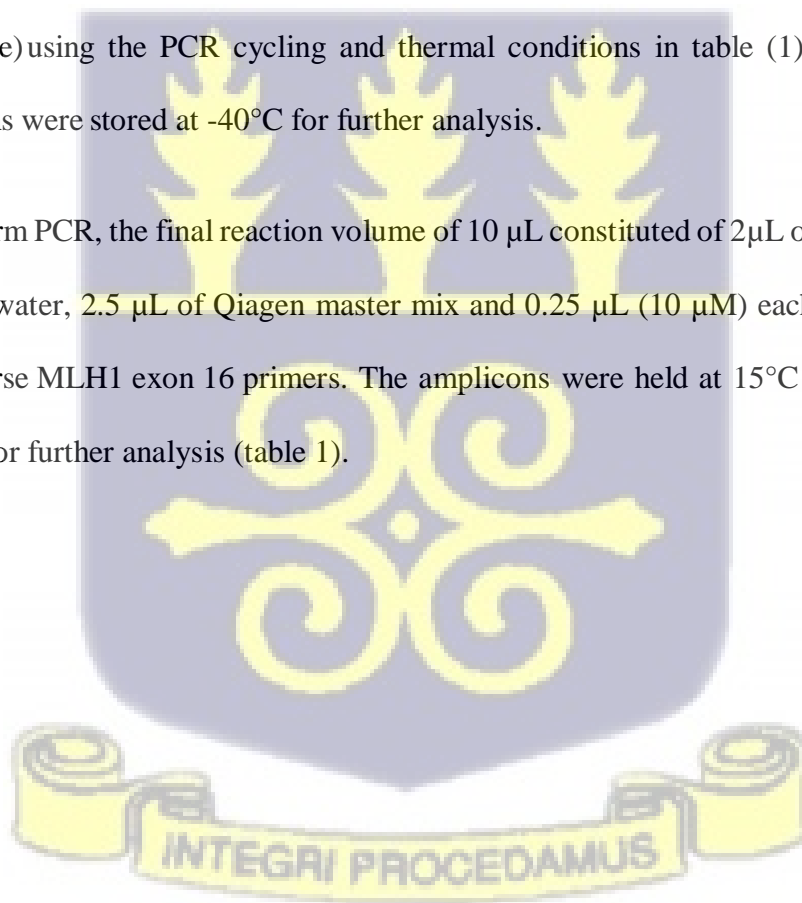 e) using the PCR cycling and thermal conditions in table (1)
s were stored at -40°C for further analysis.
rm PCR, the final reaction volume of 10 µL constituted of 2µL o
water, 2.5 µL of Qiagen master mix and 0.25 µL (10 µM) each
rse MLH1 exon 16 primers. The amplicons were held at 15°C
or further analysis (table 1).
INTEGRI PROCEDAMUS